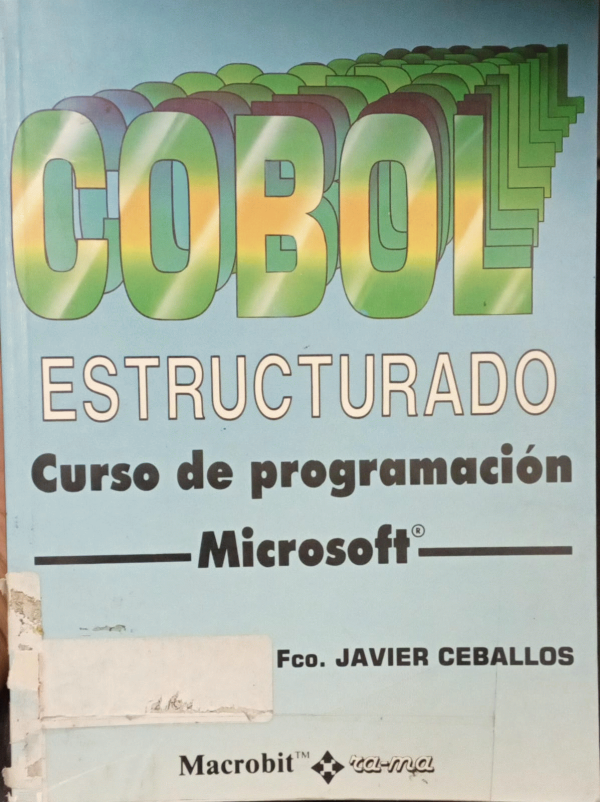 COBOL
ESTRUCTURADO
Curso de programación
Microsoft®
Fco. JAVIER CEBALLOS
Macrobit™ ra-ma